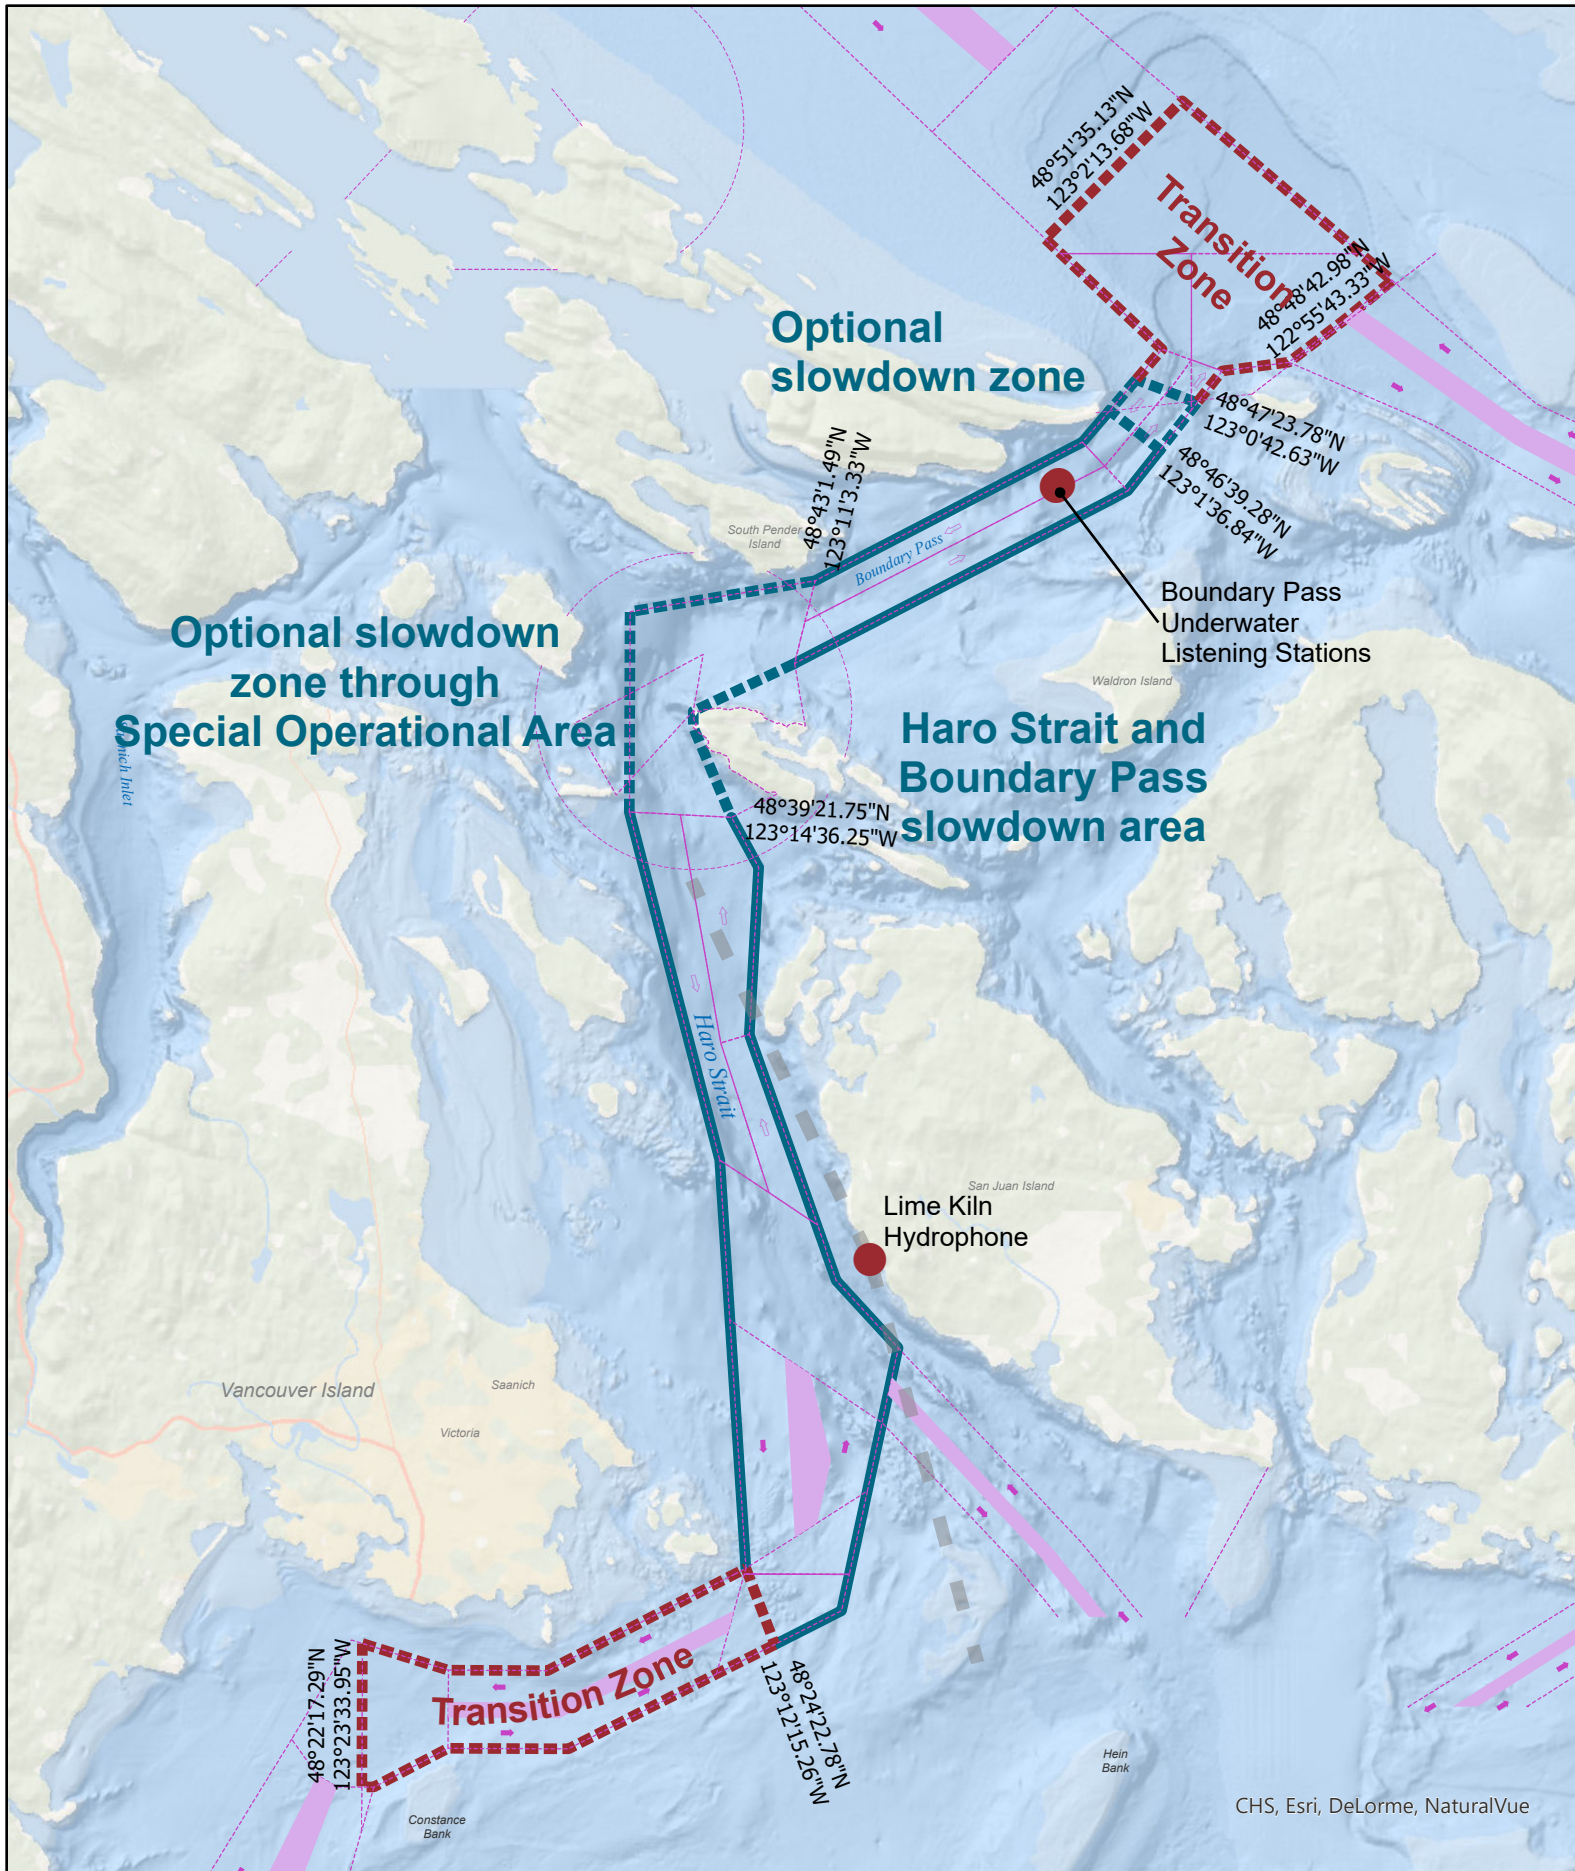 48°51'35.13"N
123°2'13.68"W
Transition
Zone
48°48'42.98"N
122°55'43.33"W
Optional
slowdown zone
48°47'23.78"N
123°0'42.63"W
48°46'39.28"N
123°1'36.84"W
48°43'1.49"N
123°11'3.33"W
South Pender
Island
Boundary Pass
Boundary Pass
Underwater
Listening Stations
Waldron Island
Optional slowdown
zone through
Special Operational Area
Haro Strait and
Boundary Pass
slowdown area
48°39'21.75"N
123°14'36.25"W
Haro Strait
San Juan Island
Lime Kiln
Hydrophone
Vancouver Island
Saanich
Victoria
Transition Zone
48°22'17.29"N
123°23'33.95"W
48°24'22.78"N
123°12'15.26"W
Hein
Bank
Constance
Bank
CHS, Esri, DeLorme, NaturalVue